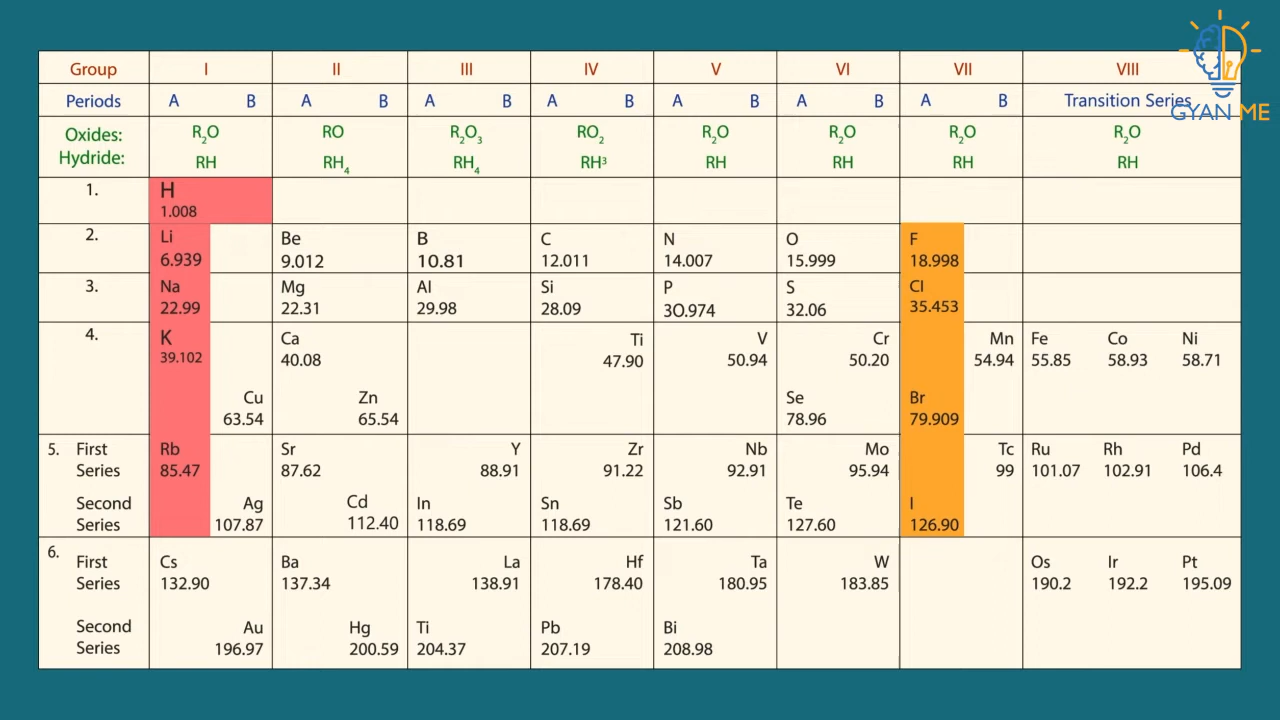 GYAN ME
Group I II III IV V VI VII VIII
Periods A B A B A B A B A B A B A B Transition Series
Oxides: R₂O RO R₂O₃ RO₂ R₂O R₂O R₂O R₂O
Hydride: RH RH₄ RH₄ RH³ RH RH RH RH
1. H
1.008
2. Li Be B C N O F
6.939 9.012 10.81 12.011 14.007 15.999 18.998
3. Na Mg Al Si P S Cl
22.99 22.31 29.98 28.09 30.974 32.06 35.453
4. K Ca Ti V Cr Mn Fe Co Ni
39.102 40.08 47.90 50.94 50.20 54.94 55.85 58.93 58.71
Cu Zn Se Br
63.54 65.54 78.96 79.909
5. First Rb Sr Y Zr Nb Mo Tc Ru Rh Pd
Series 85.47 87.62 88.91 91.22 92.91 95.94 99 101.07 102.91 106.4
Second Ag Cd In Sn Sb Te I
Series 107.87 112.40 118.69 118.69 121.60 127.60 126.90
6. First Cs Ba La Hf Ta W Os Ir Pt
Series 132.90 137.34 138.91 178.40 180.95 183.85 190.2 192.2 195.09
Second Au Hg Ti Pb Bi
Series 196.97 200.59 204.37 207.19 208.98